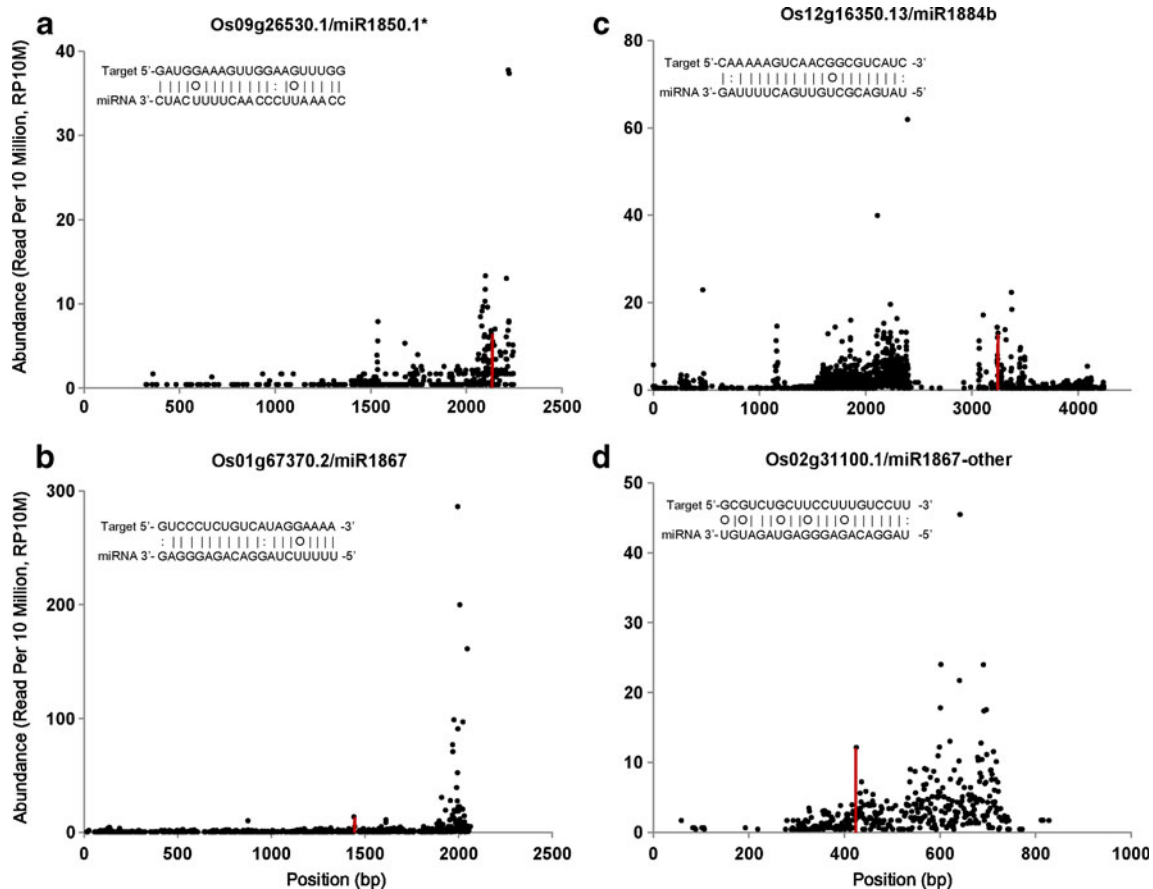 a
Os09g26530.1/miR1850.1*
Target 5'-GAUGGAAAGUUGGAAGUUUGG
miRNA 3'-CUAC UUUUCAA CCCUUAAACC
Abundance (Read Per 10 Million, RP10M)
40
30
20
10
0
0 500 1000 1500 2000 2500
c
Os12g16350.13/miR1884b
Target 5'-CAAAAAGUCAACGGCGUCAUC -3'
miRNA 3'-GAUUUUCAGUUGUCGCAGUAU -5'
80
60
40
20
0
0 1000 2000 3000 4000
b
Os01g67370.2/miR1867
Target 5'- GUCCCUCUGUCAUAGGAAAA -3'
miRNA 3'- GAGGGAGACAGGAUCUUUUU -5'
Abundance (Read Per 10 Million, RP10M)
300
200
100
0
0 500 1000 1500 2000 2500
Position (bp)
d
Os02g31100.1/miR1867-other
Target 5'-GCGUCUGCUUCCUUUGUCCUU -5'
miRNA 3'-UGUAGAUGAGGGAGACAGGAU -5'
50
40
30
20
10
0
0 200 400 600 800 1000
Position (bp)